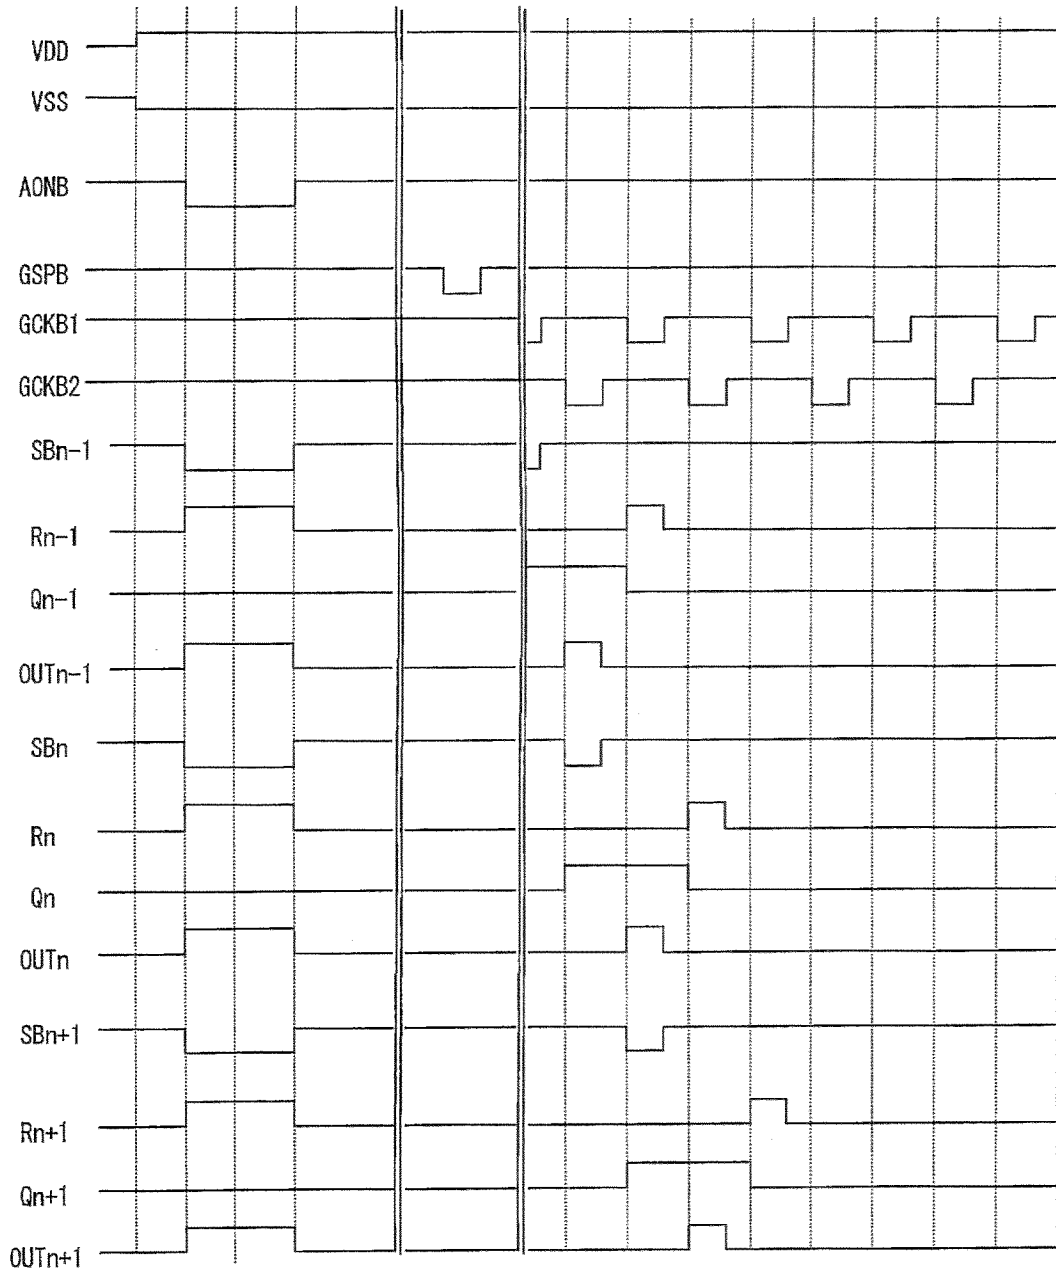 VDD
VSS
AONB
GSPB
GCKB1
GCKB2
SBn-1
Rn-1
Qn-1
OUTn-1
SBn
Rn
Qn
OUTn
SBn+1
Rn+1
Qn+1
OUTn+1